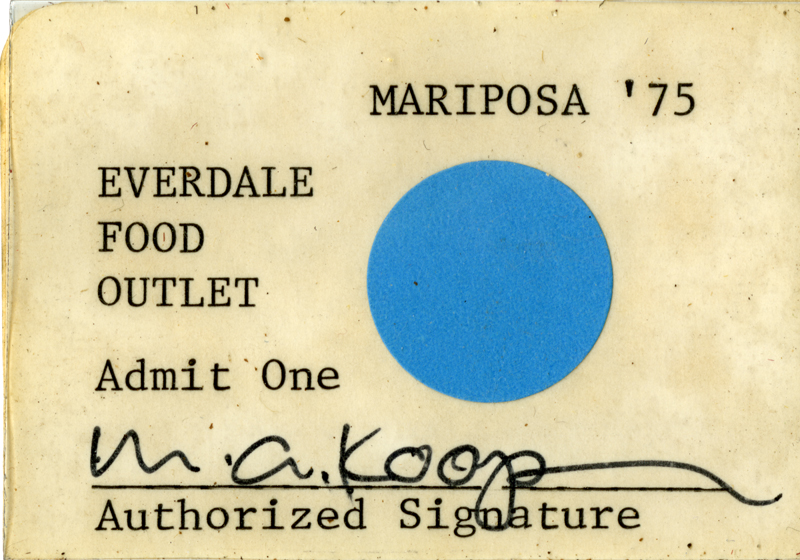 MARIPOSA '75
EVERDALE
FOOD
OUTLET
Admit One
M.A.Koop
Authorized Signature